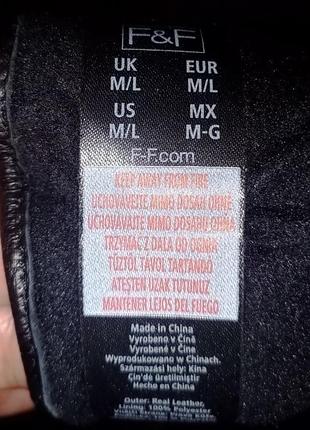 F&F
UK EUR
M/L M/L
US MX
M/L M-G
F-F.com
KEEP AWAY FROM FIRE
UCHOVÁVEJTE MIMO DOSAH OHNĚ
UCHOVÁVAJTE MIMO DOSAHU OHŇA
TRZYMAĆ Z DALA OD OGNIA
TŰZTŐL TÁVOL TARTANDÓ
ATEŞTEN UZAK TUTUNUZ
MANTENER LEJOS DEL FUEGO
Made in China
Vyrobeno v Číně
Vyrobené v Číne
Wyprodukowano w Chinach.
Származási hely: Kína
Çin'de üretilmiştir
Hecho en China
Outer: Real Leather,
Lining: 100% Polyester